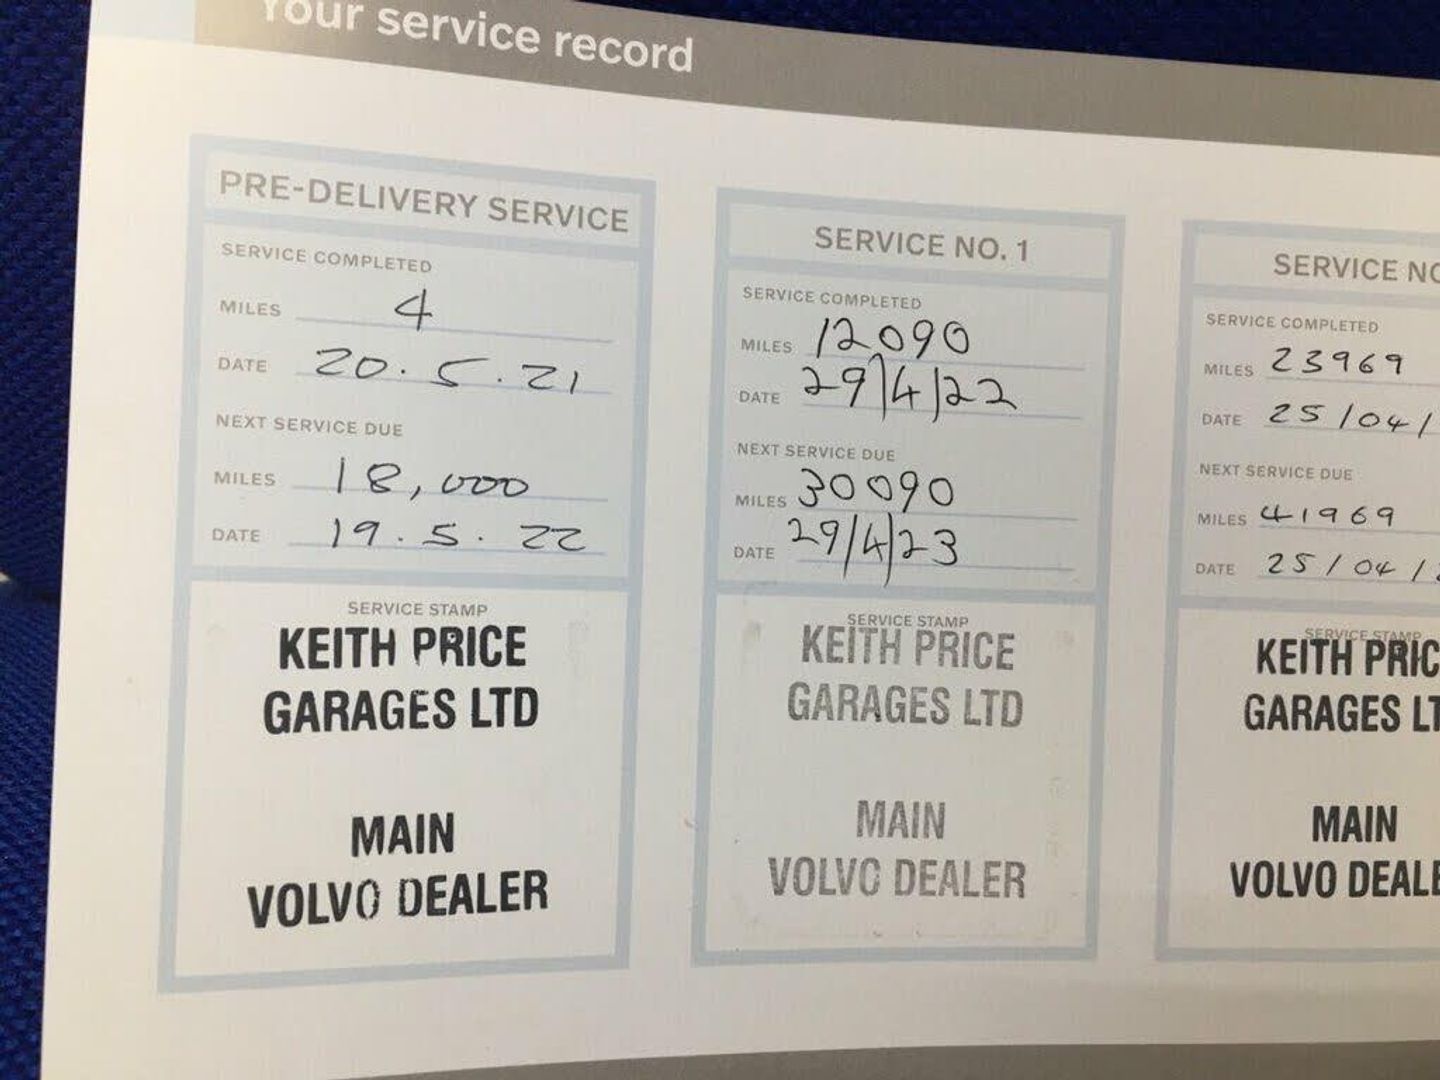 Your service record
PRE-DELIVERY SERVICE
SERVICE COMPLETED
MILES 4
DATE 20.5.21
NEXT SERVICE DUE
MILES 18,000
DATE 19.5.22
SERVICE STAMP
KEITH PRICE
GARAGES LTD
MAIN
VOLVO DEALER
SERVICE NO. 1
SERVICE COMPLETED
MILES 12090
DATE 29/4/22
NEXT SERVICE DUE
MILES 30090
DATE 29/4/23
SERVICE STAMP
KEITH PRICE
GARAGES LTD
MAIN
VOLVO DEALER
SERVICE NO
SERVICE COMPLETED
MILES 23969
DATE 25/04/
NEXT SERVICE DUE
MILES 41969
DATE 25/04/
SERVICE STAMP
KEITH PRIC
GARAGES LT
MAIN
VOLVO DEALE